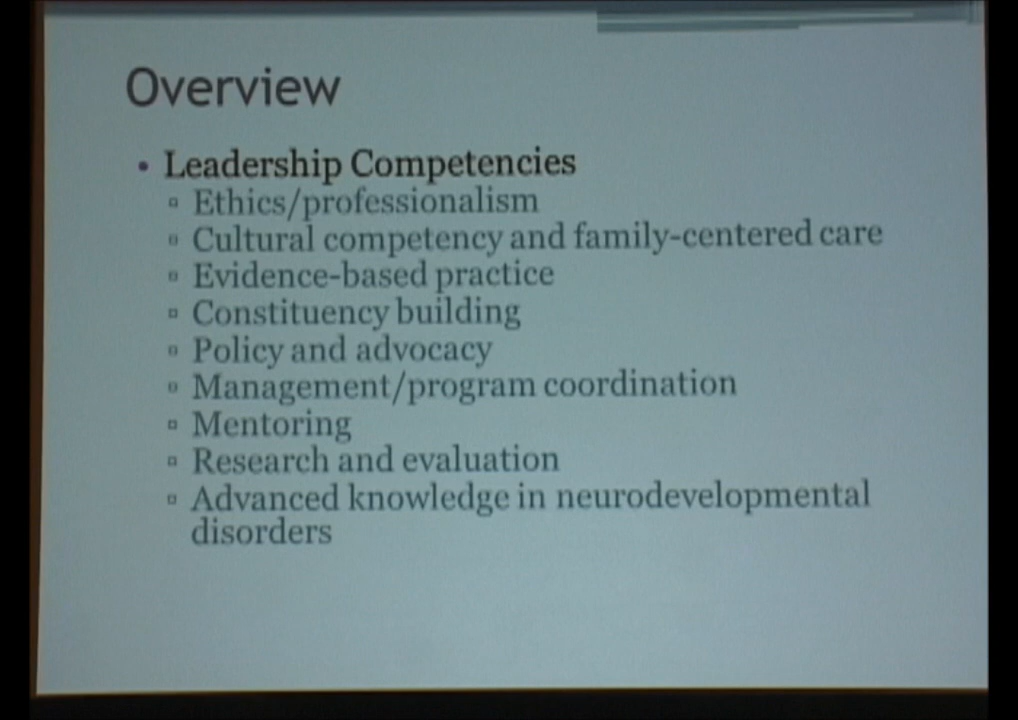 Overview
• Leadership Competencies
▫ Ethics/professionalism
▫ Cultural competency and family-centered care
▫ Evidence-based practice
▫ Constituency building
▫ Policy and advocacy
▫ Management/program coordination
▫ Mentoring
▫ Research and evaluation
▫ Advanced knowledge in neurodevelopmental
disorders